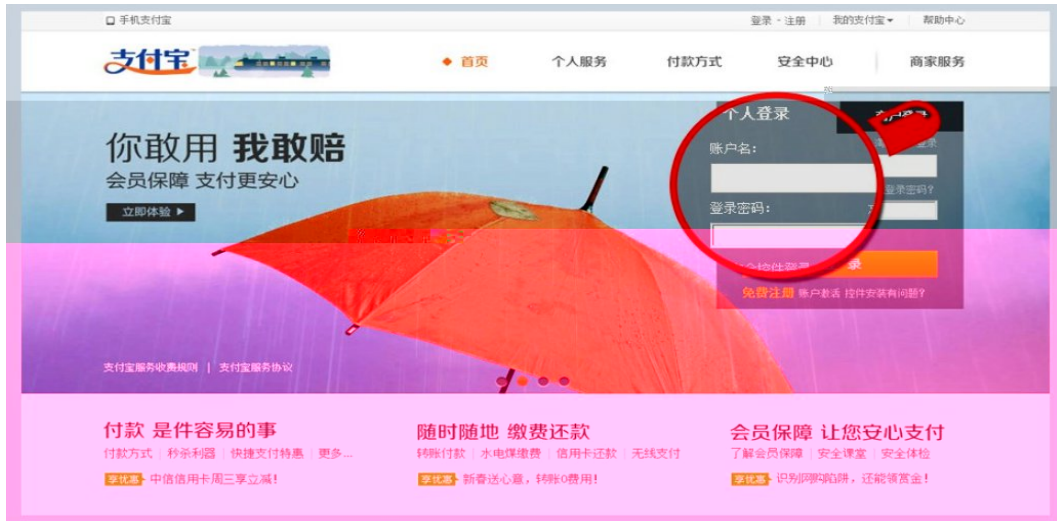 手机支付宝
登录 - 注册 我的支付宝 帮助中心
支付宝 首页 个人服务 付款方式 安全中心 商家服务
个人登录
你敢用 我敢赔
账户名：
登录
会员保障 支付更安心
登录密码?
立即体验
登录密码：
控件登录 录
免费注册 账户激活 控件安装有问题?
支付宝服务收费规则 | 支付宝服务协议
付款 是件容易的事 随时随地 缴费还款 会员保障 让您安心支付
付款方式 | 秒杀利器 | 快捷支付特惠 | 更多... 转账付款 | 水电煤缴费 | 信用卡还款 | 无线支付 了解会员保障 | 安全课堂 | 安全体检
享优惠 中信信用卡周三享立减! 享优惠 新春送心意，转账0费用! 享优惠 识别网购陷阱，还能领赏金!